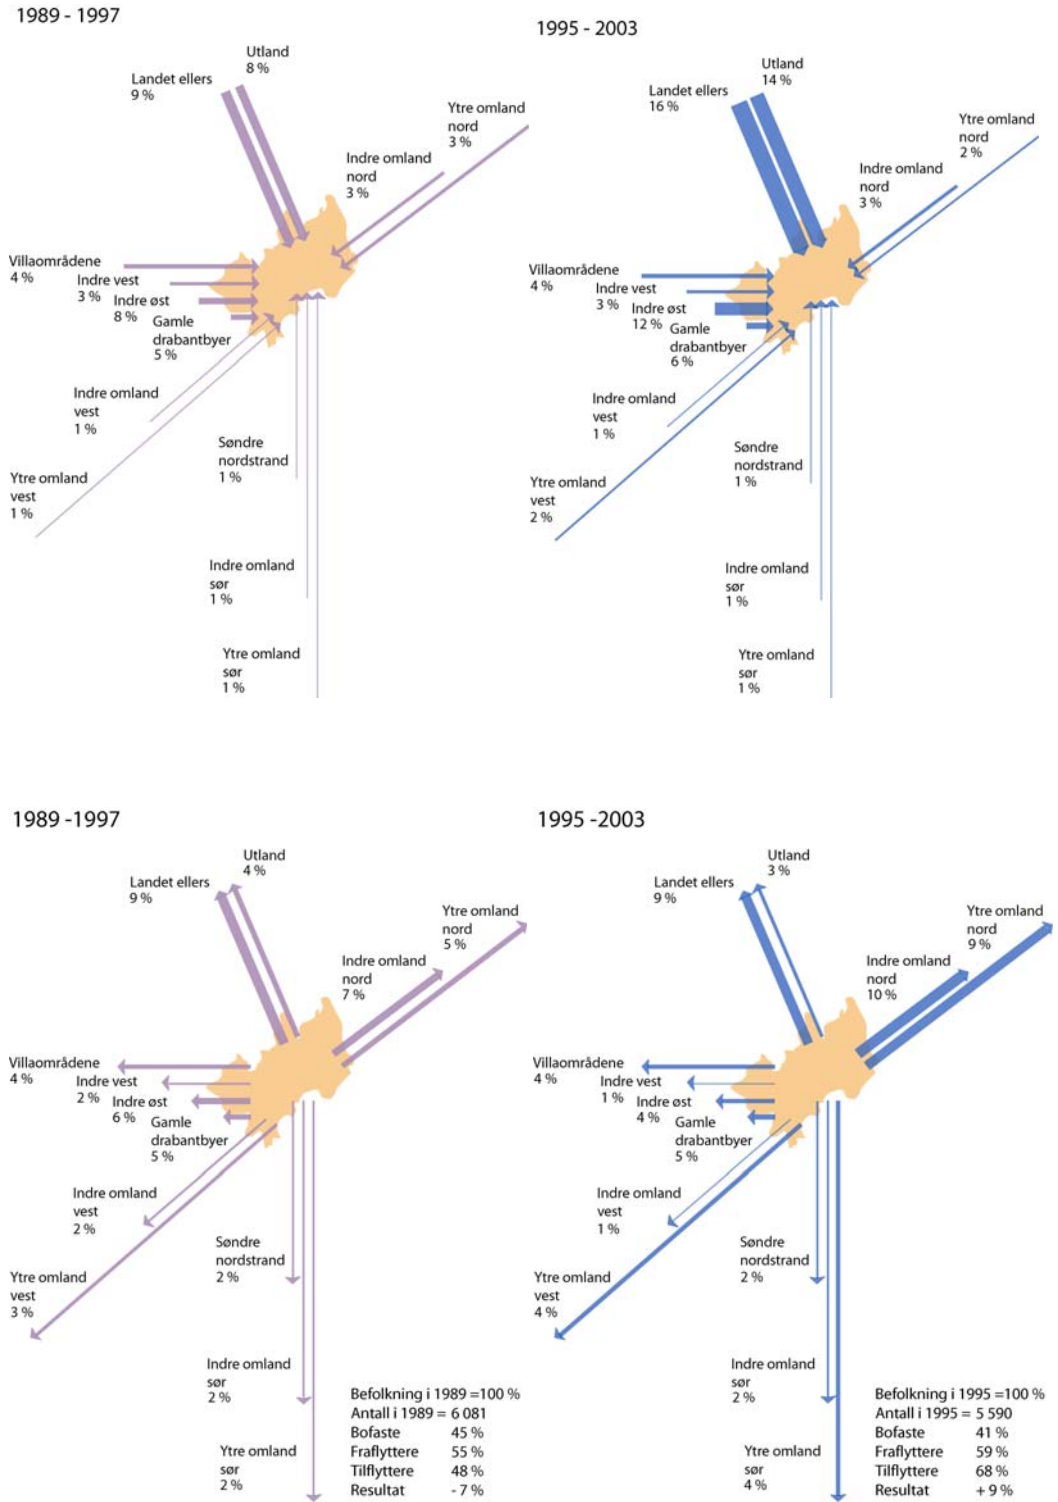 1989 - 1997
Utland
8 %
Landet ellers
9 %
Ytre omland
nord
3 %
Indre omland
nord
3 %
Villaområdene
4 %
Indre vest
3 %
Indre øst
8 %
Gamle
drabantbyer
5 %
Indre omland
vest
1 %
Søndre
nordstrand
1 %
Ytre omland
vest
1 %
Indre omland
sør
1 %
Ytre omland
sør
1 %
1995 - 2003
Utland
14 %
Landet ellers
16 %
Ytre omland
nord
2 %
Indre omland
nord
3 %
Villaområdene
4 %
Indre vest
3 %
Indre øst
12 %
Gamle
drabantbyer
6 %
Indre omland
vest
1 %
Søndre
nordstrand
1 %
Ytre omland
vest
2 %
Indre omland
sør
1 %
Ytre omland
sør
1 %
1989 -1997
Utland
4 %
Landet ellers
9 %
Ytre omland
nord
5 %
Indre omland
nord
7 %
Villaområdene
4 %
Indre vest
2 %
Indre øst
6 %
Gamle
drabantbyer
5 %
Indre omland
vest
2 %
Søndre
nordstrand
2 %
Ytre omland
vest
3 %
Indre omland
sør
2 %
Ytre omland
sør
2 %
Befolkning i 1989 =100 %
Antall i 1989 = 6 081
Bofaste 45 %
Fraflyttere 55 %
Tilflyttere 48 %
Resultat - 7 %
1995 -2003
Utland
3 %
Landet ellers
9 %
Ytre omland
nord
9 %
Indre omland
nord
10 %
Villaområdene
4 %
Indre vest
1 %
Indre øst
4 %
Gamle
drabantbyer
5 %
Indre omland
vest
1 %
Søndre
nordstrand
2 %
Ytre omland
vest
4 %
Indre omland
sør
2 %
Ytre omland
sør
4 %
Befolkning i 1995 =100 %
Antall i 1995 = 5 590
Bofaste 41 %
Fraflyttere 59 %
Tilflyttere 68 %
Resultat + 9 %